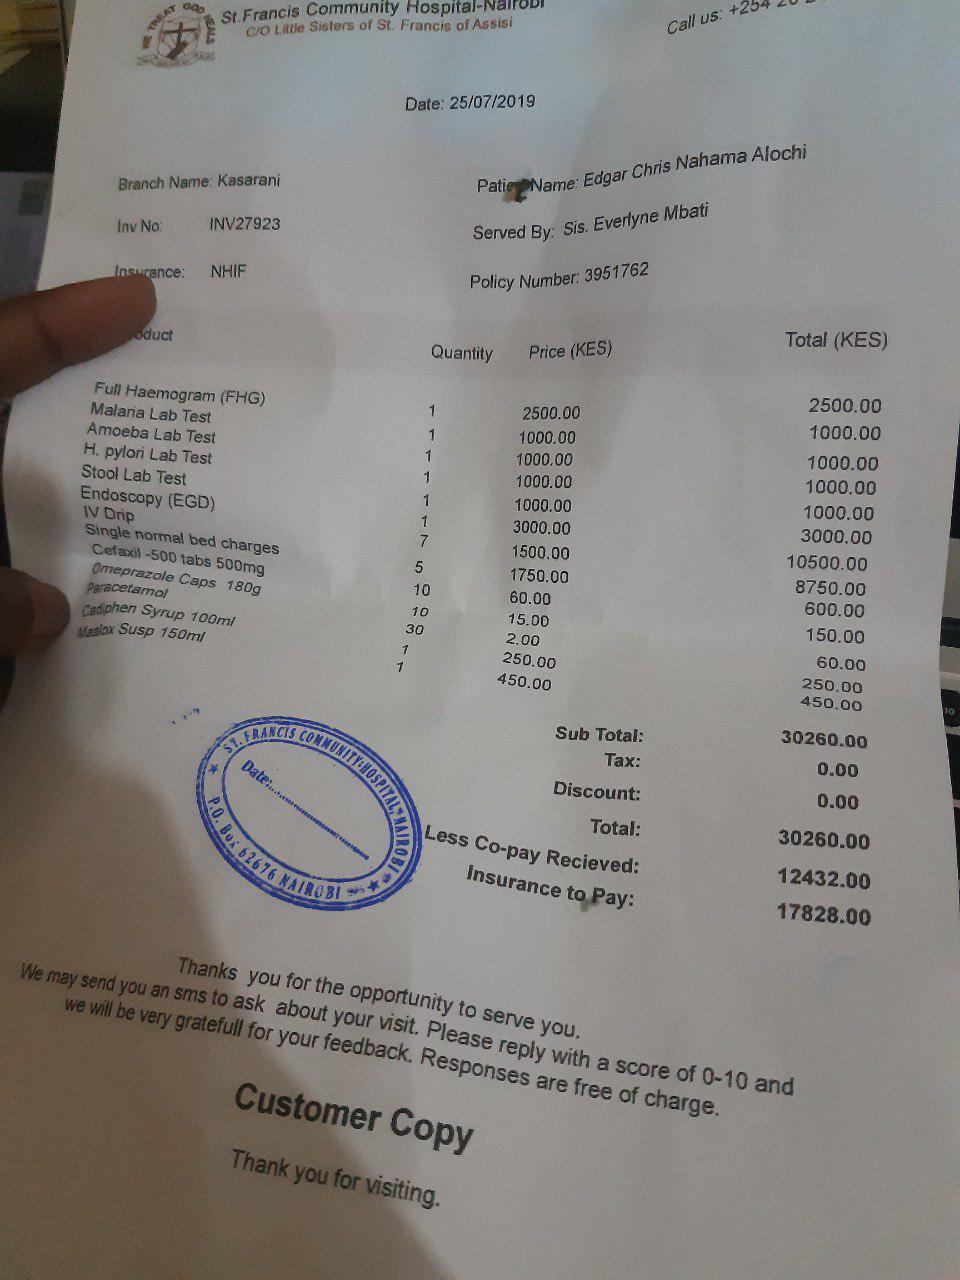 WE TREAT GOD HEALS
St.Francis Community Hospital-Nairobi
C/O Little Sisters of St. Francis of Assisi
Call us: +254 20
Date: 25/07/2019
Branch Name: Kasarani
Patient Name: Edgar Chris Nahama Alochi
Inv No: INV27923
Served By: Sis. Everlyne Mbati
Insurance: NHIF
Policy Number: 3951762
oduct Quantity Price (KES) Total (KES)
Full Haemogram (FHG) 1 2500.00 2500.00
Malaria Lab Test 1 1000.00 1000.00
Amoeba Lab Test 1 1000.00 1000.00
H. pylori Lab Test 1 1000.00 1000.00
Stool Lab Test 1 1000.00 1000.00
Endoscopy (EGD) 1 3000.00 3000.00
IV Drip 7 1500.00 10500.00
Single normal bed charges 5 1750.00 8750.00
Cefaxil -500 tabs 500mg 10 60.00 600.00
Omeprazole Caps 180g 10 15.00 150.00
Paracetamol 30 2.00 60.00
Cadiphen Syrup 100ml 1 250.00 250.00
Maalox Susp 150ml 1 450.00 450.00
Sub Total: 30260.00
Tax: 0.00
Discount: 0.00
Total: 30260.00
Less Co-pay Recieved: 12432.00
Insurance to Pay: 17828.00
ST. FRANCIS COMMUNITY HOSPITAL, NAIROBI
Date:
P.O. Box 62676 NAIROBI
Thanks you for the opportunity to serve you.
We may send you an sms to ask about your visit. Please reply with a score of 0-10 and
we will be very gratefull for your feedback. Responses are free of charge.
Customer Copy
Thank you for visiting.